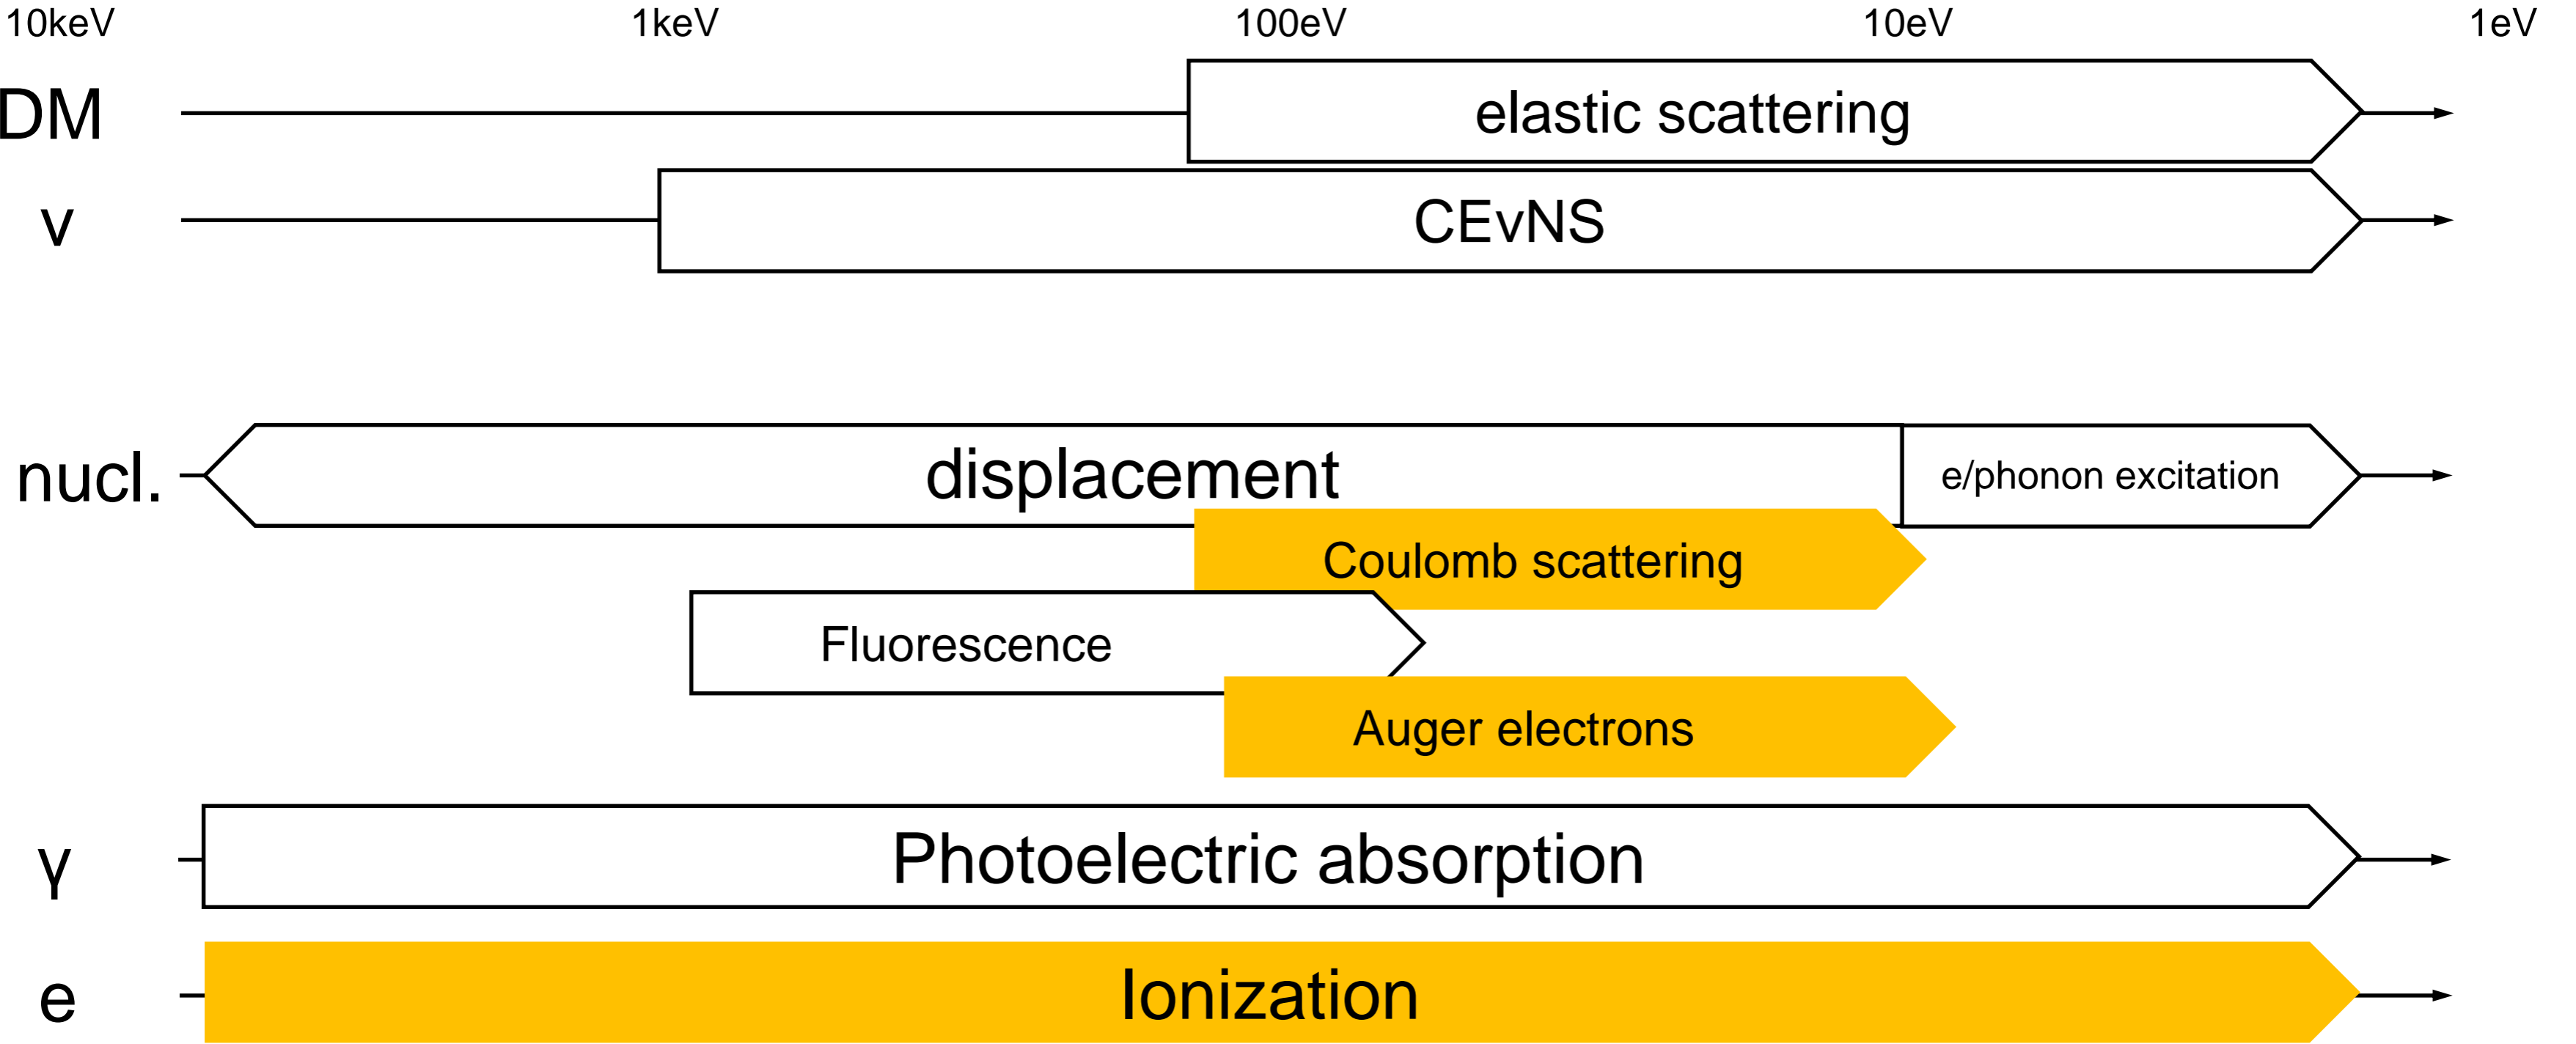 10keV 1keV 100eV 10eV 1eV
DM elastic scattering
ν CEνNS
nucl. displacement e/phonon excitation
Coulomb scattering
Fluorescence
Auger electrons
γ Photoelectric absorption
e Ionization